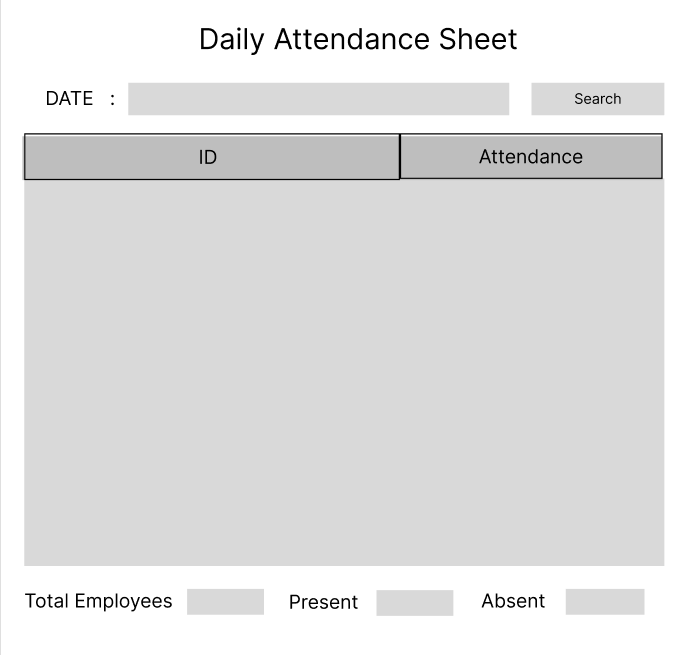 Daily Attendance Sheet
DATE : Search
ID Attendance
Total Employees Present Absent